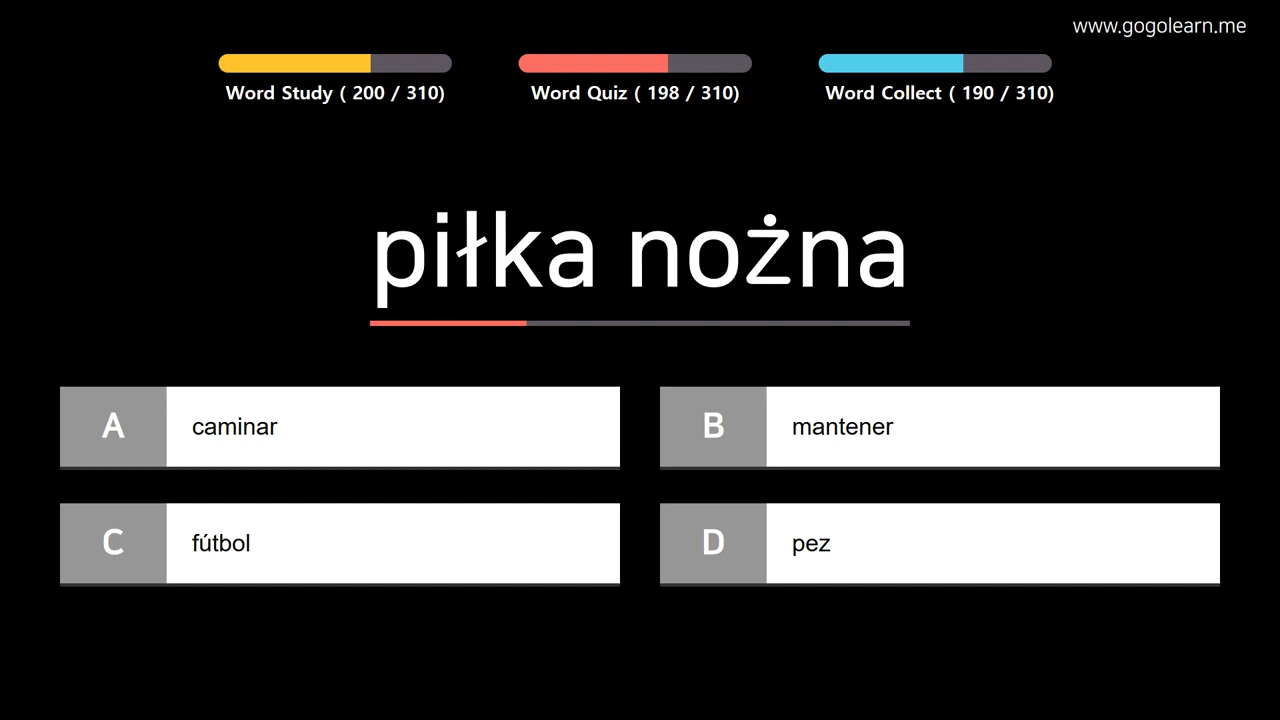 www.gogolearn.me
Word Study ( 200 / 310)
Word Quiz ( 198 / 310)
Word Collect ( 190 / 310)
piłka nożna
A
caminar
B
mantener
C
fútbol
D
pez